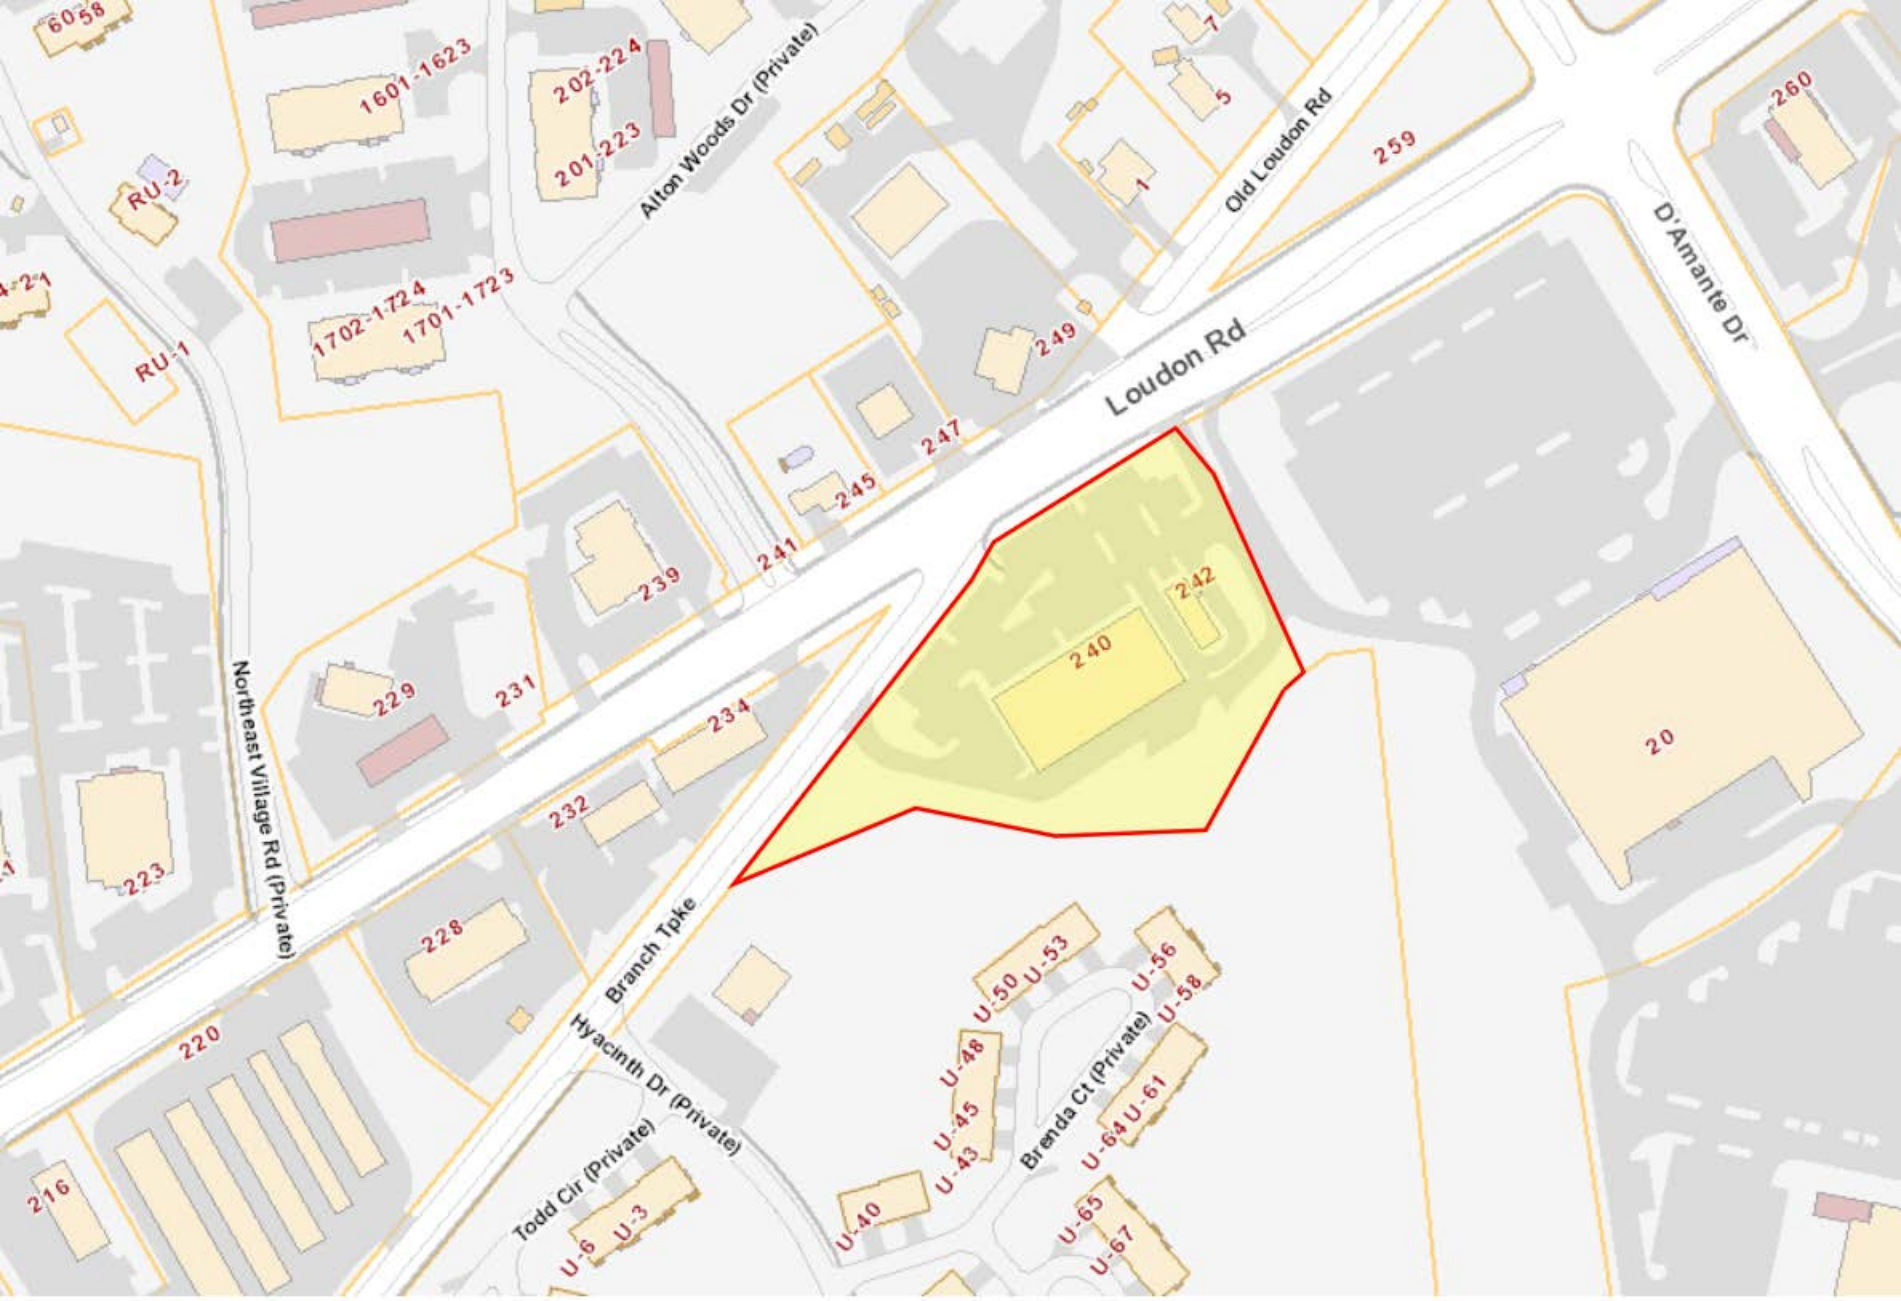 6058
1601-1623
202-224
201-223
Alton Woods Dr (Private)
7
5
1
Old Loudon Rd
259
260
D'Amante Dr
RU-2
RU-1
1702-1724
1701-1723
249
Loudon Rd
247
245
241
239
242
240
229
231
234
232
Northeast Village Rd (Private)
223
228
220
216
Branch Tpke
Hyacinth Dr (Private)
Todd Cir (Private)
20
U-53
U-50
U-56
U-58
U-48
U-45
U-43
Brenda Ct (Private)
U-61
U-64
U-40
U-65
U-67
U-3
U-6